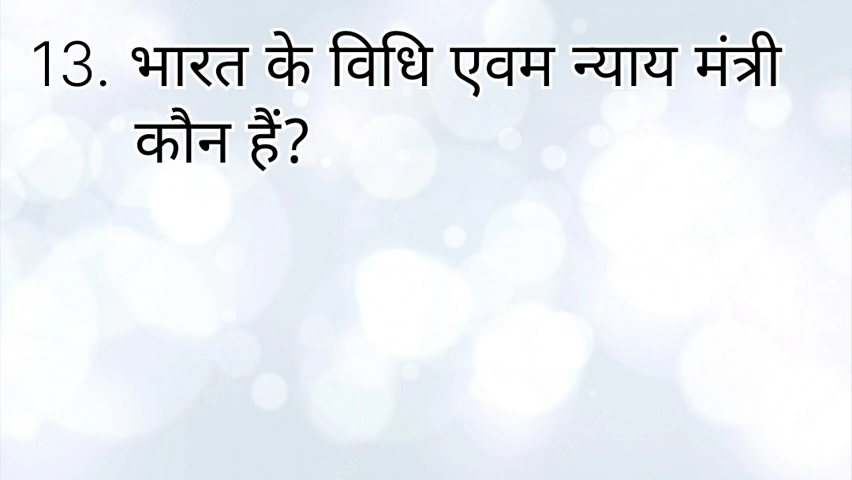 13. भारत के विधि एवम न्याय मंत्री
कौन हैं?